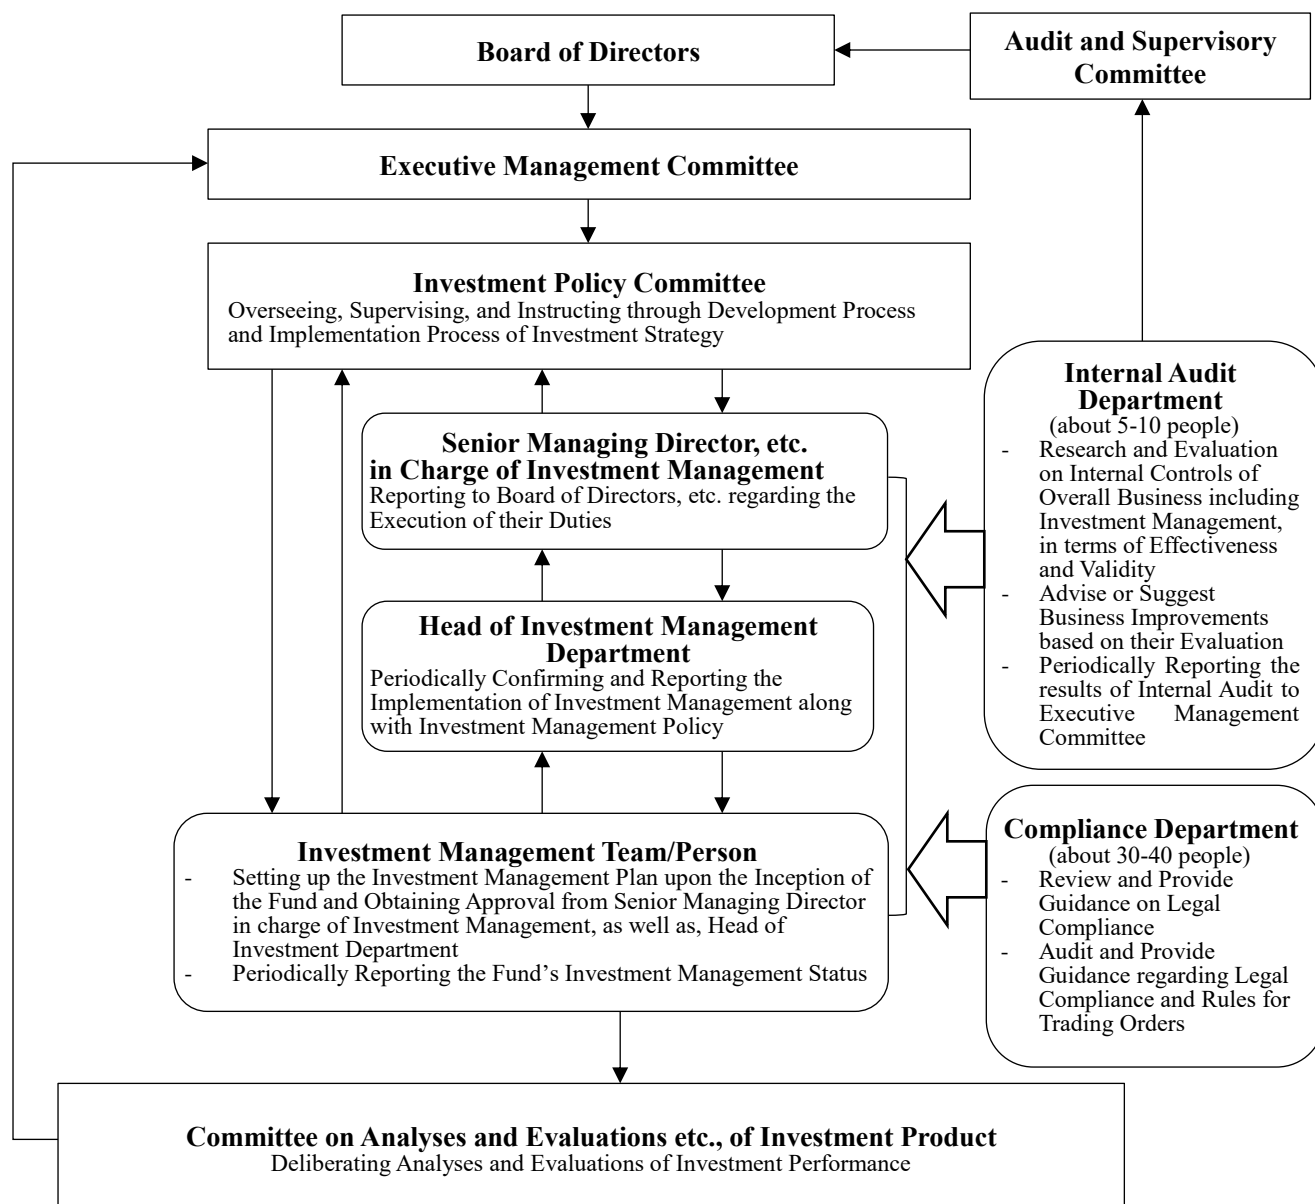 Board of Directors
Audit and Supervisory
Committee
Executive Management Committee
Investment Policy Committee
Overseeing, Supervising, and Instructing through Development Process
and Implementation Process of Investment Strategy
Senior Managing Director, etc.
in Charge of Investment Management
Reporting to Board of Directors, etc. regarding the
Execution of their Duties
Head of Investment Management
Department
Periodically Confirming and Reporting the
Implementation of Investment Management along
with Investment Management Policy
Investment Management Team/Person
- Setting up the Investment Management Plan upon the Inception of
the Fund and Obtaining Approval from Senior Managing Director
in charge of Investment Management, as well as, Head of
Investment Department
- Periodically Reporting the Fund’s Investment Management Status
Internal Audit
Department
(about 5-10 people)
- Research and Evaluation
on Internal Controls of
Overall Business including
Investment Management,
in terms of Effectiveness
and Validity
- Advise or Suggest
Business Improvements
based on their Evaluation
- Periodically Reporting the
results of Internal Audit to
Executive Management
Committee
Compliance Department
(about 30-40 people)
- Review and Provide
Guidance on Legal
Compliance
- Audit and Provide
Guidance regarding Legal
Compliance and Rules for
Trading Orders
Committee on Analyses and Evaluations etc., of Investment Product
Deliberating Analyses and Evaluations of Investment Performance